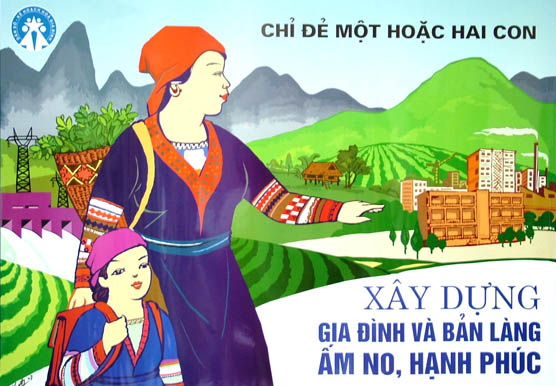 CHỈ ĐẺ MỘT HOẶC HAI CON
XÂY DỰNG
GIA ĐÌNH VÀ BẢN LÀNG
ẤM NO, HẠNH PHÚC